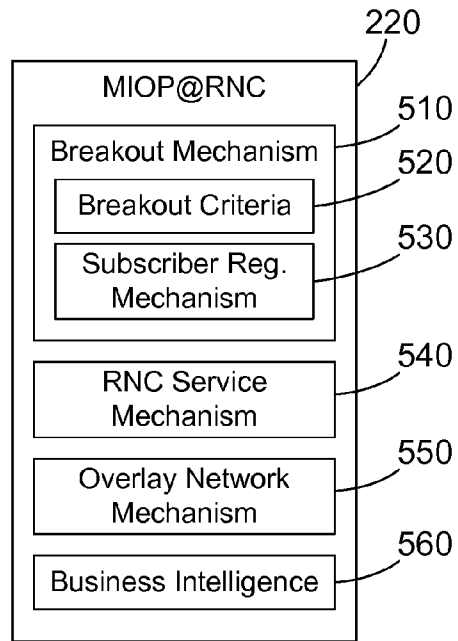 220
MIOP@RNC
510
Breakout Mechanism
520
Breakout Criteria
530
Subscriber Reg.
Mechanism
540
RNC Service
Mechanism
550
Overlay Network
Mechanism
560
Business Intelligence